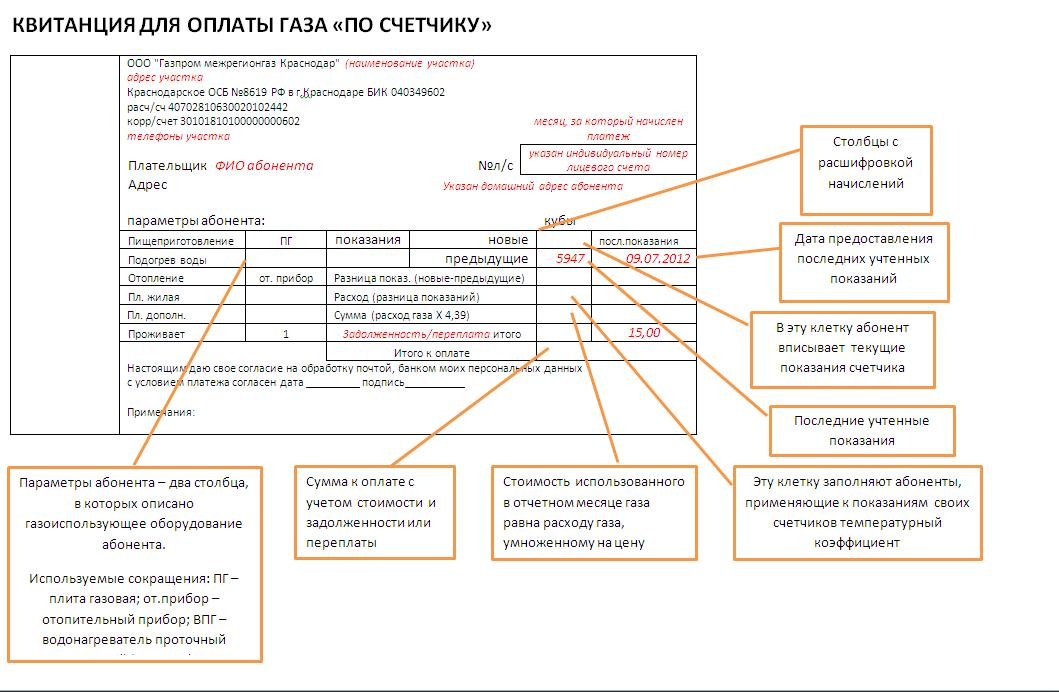 КВИТАНЦИЯ ДЛЯ ОПЛАТЫ ГАЗА «ПО СЧЕТЧИКУ»
ООО "Газпром межрегионгаз Краснодар" (наименование участка)
адрес участка
Краснодарское ОСБ №8619 РФ в г.Краснодаре БИК 040349602
расч/сч 40702810630020102442
корр/счет 30101810100000000602
телефоны участка
месяц, за который начислен
платеж
Плательщик ФИО абонента
№л/с
указан индивидуальный номер
лицевого счета
Адрес
Указан домашний адрес абонента
параметры абонента:
кубы
Пищеприготовление ПГ показания новые посл.показания
Подогрев воды предыдущие 5947 09.07.2012
Отопление от. прибор Разница показ. (новые-предыдущие)
Пл. жилая Расход (разница показаний)
Пл. дополн. Сумма (расход газа Х 4,39)
Проживает 1 Задолженность/переплата итого 15,00
Итого к оплате
Настоящим даю свое согласие на обработку почтой, банком моих персональных данных
с условием платежа согласен дата _________ подпись__________
Примечания:
Столбцы с
расшифровкой
начислений
Дата предоставления
последних учтенных
показаний
В эту клетку абонент
вписывает текущие
показания счетчика
Последние учтенные
показания
Параметры абонента – два столбца,
в которых описано
газоиспользующее оборудование
абонента.
Используемые сокращения: ПГ –
плита газовая; от.прибор –
отопительный прибор; ВПГ –
водонагреватель проточный
Сумма к оплате с
учетом стоимости и
задолженности или
переплаты
Стоимость использованного
в отчетном месяце газа
равна расходу газа,
умноженному на цену
Эту клетку заполняют абоненты,
применяющие к показаниям своих
счетчиков температурный
коэффициент